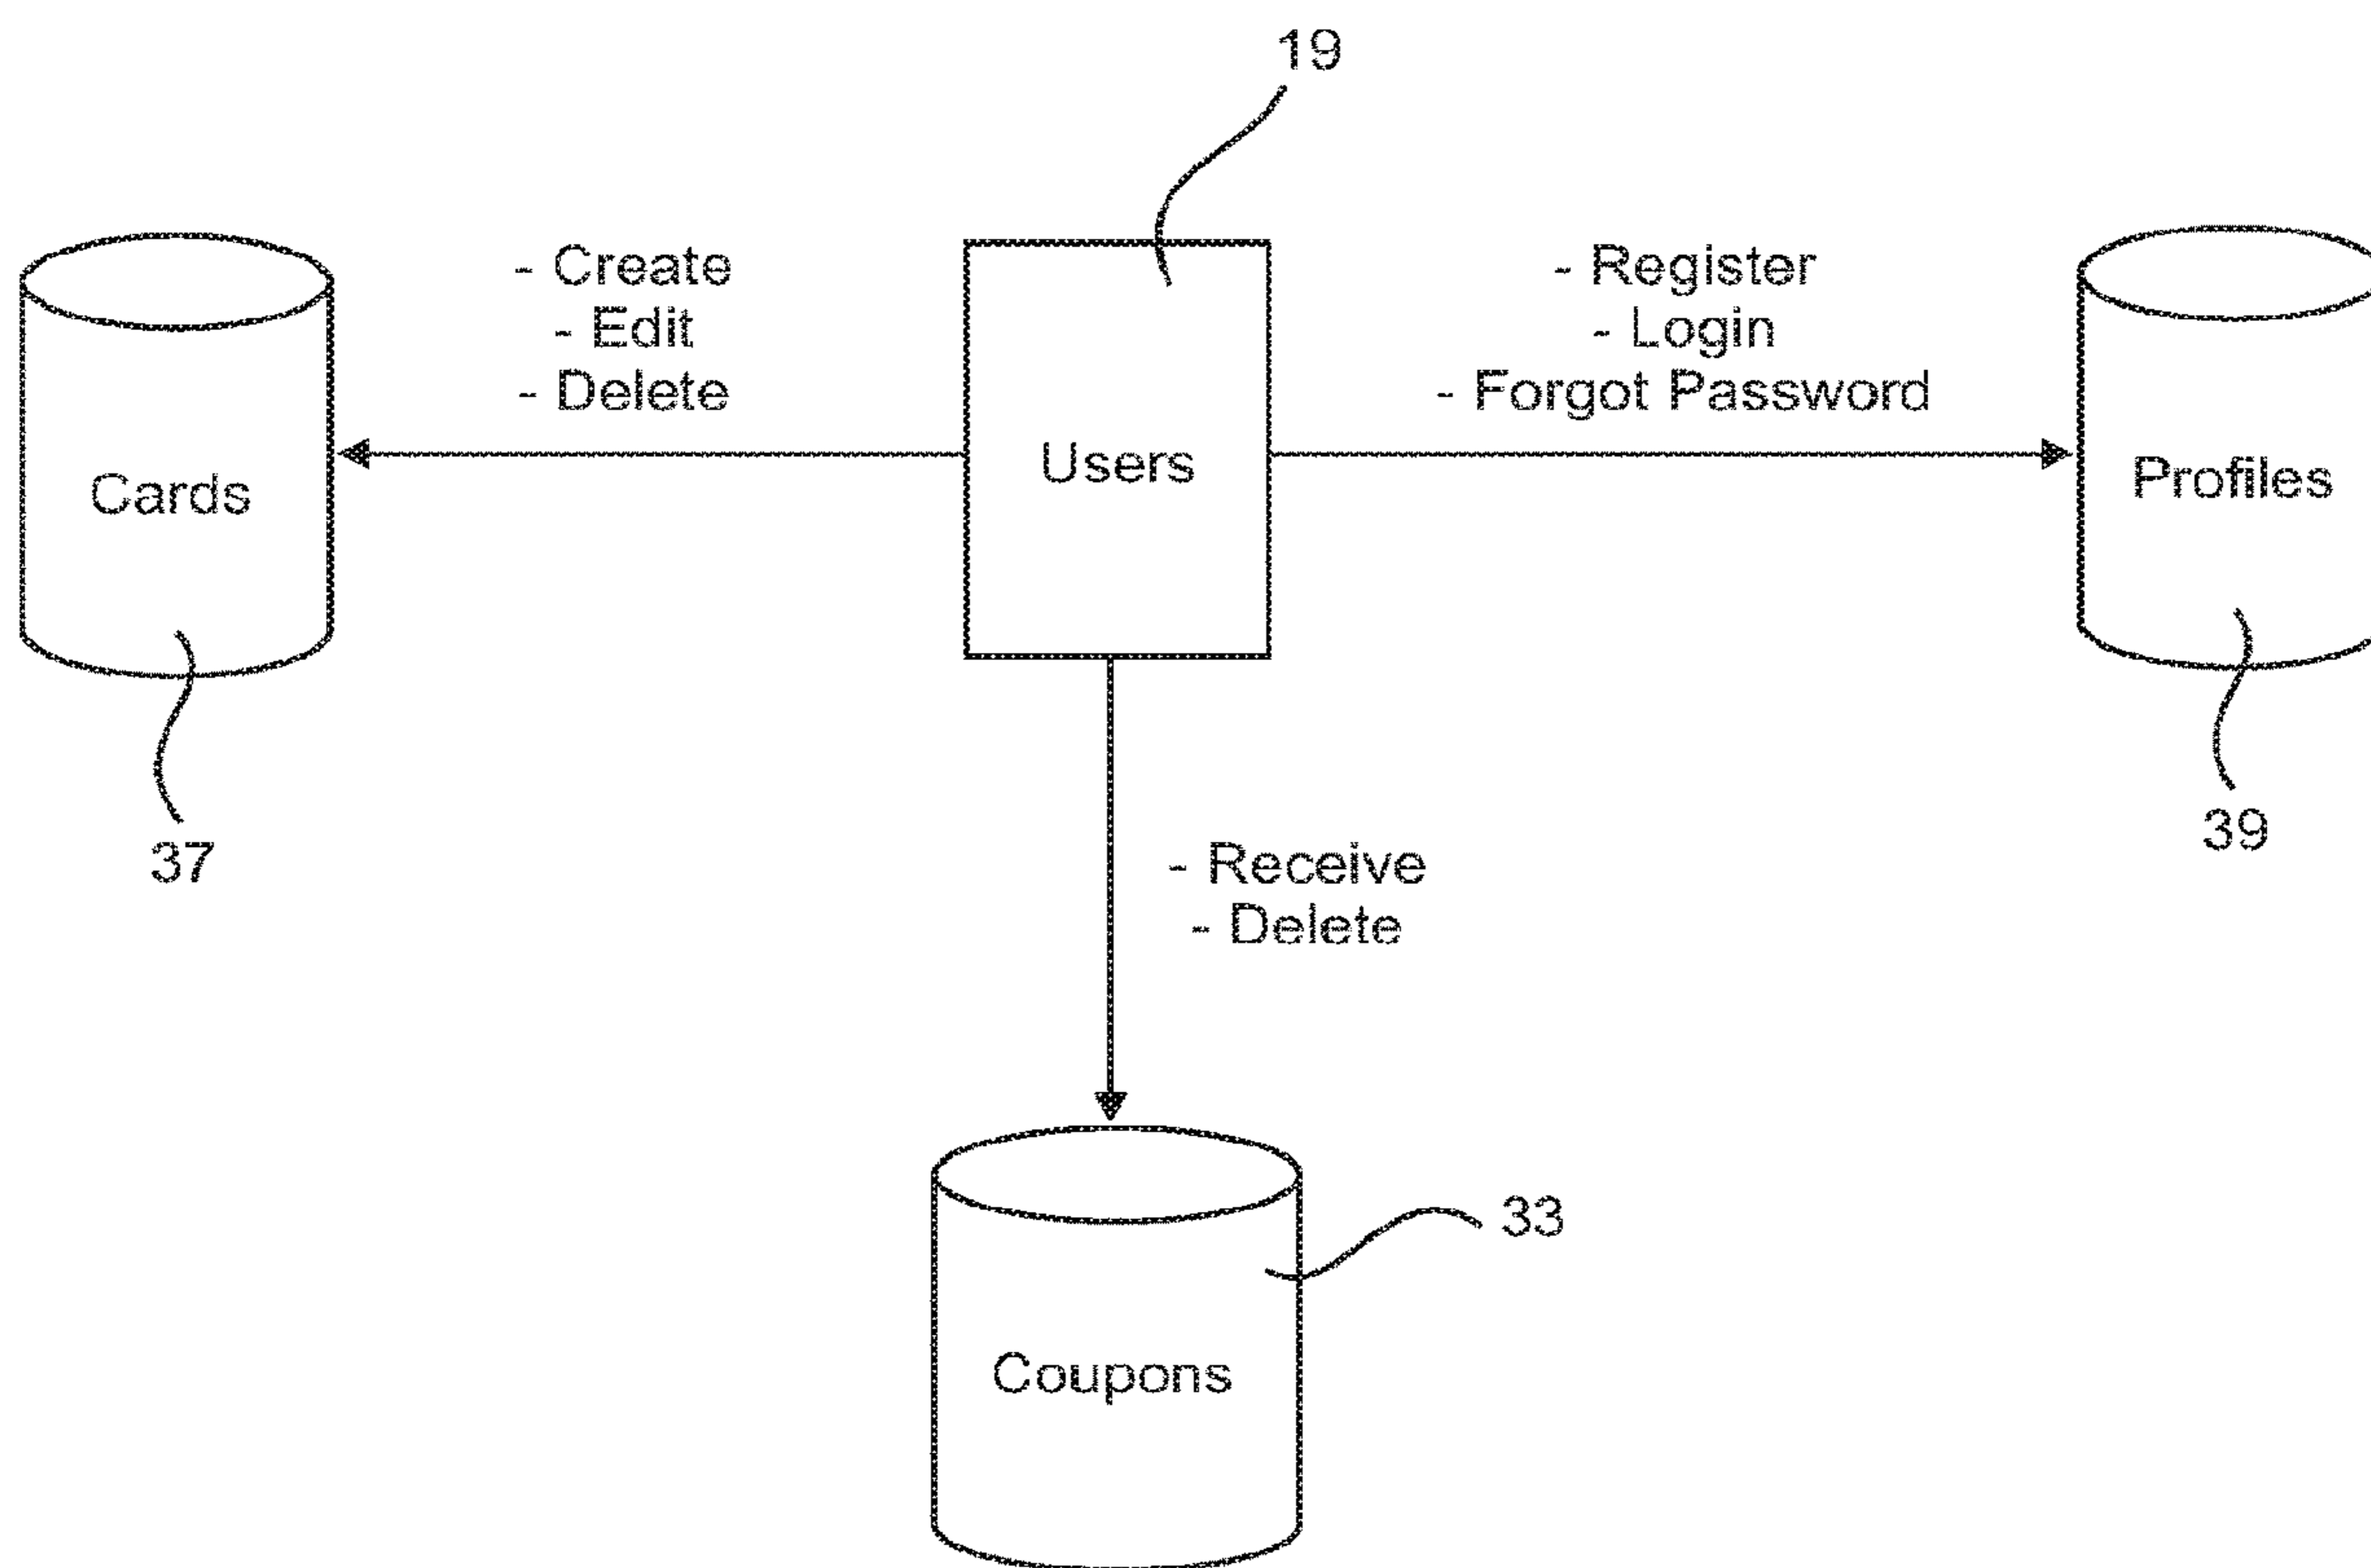 19
- Create
- Edit
- Delete
- Register
- Login
- Forgot Password
Cards
Users
Profiles
37
39
- Receive
- Delete
33
Coupons